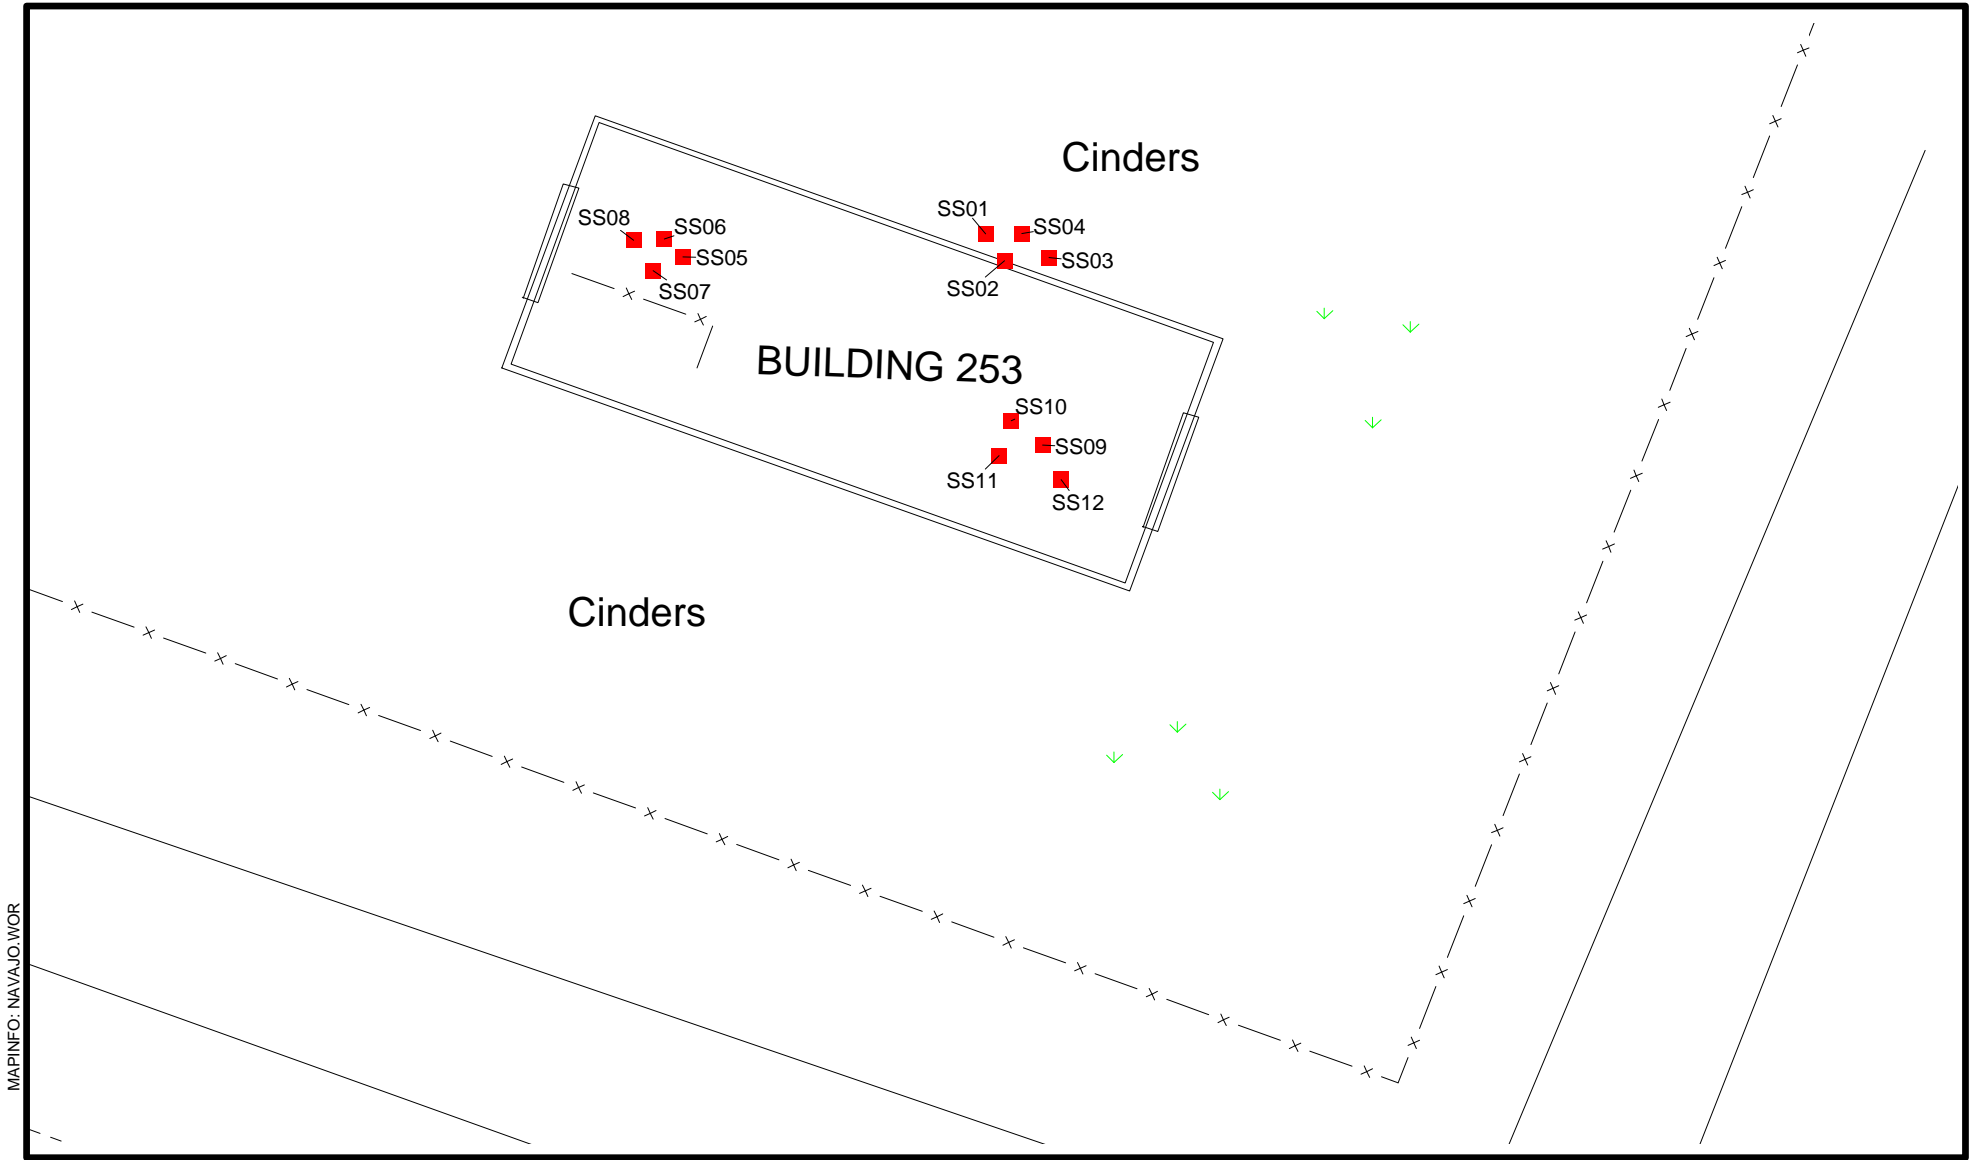 Cinders
SS01
SS04
SS08
SS06
SS05
SS03
SS02
SS07
BUILDING 253
SS10
SS09
SS11
SS12
Cinders
MAPINFO: NAVAJO.WOR